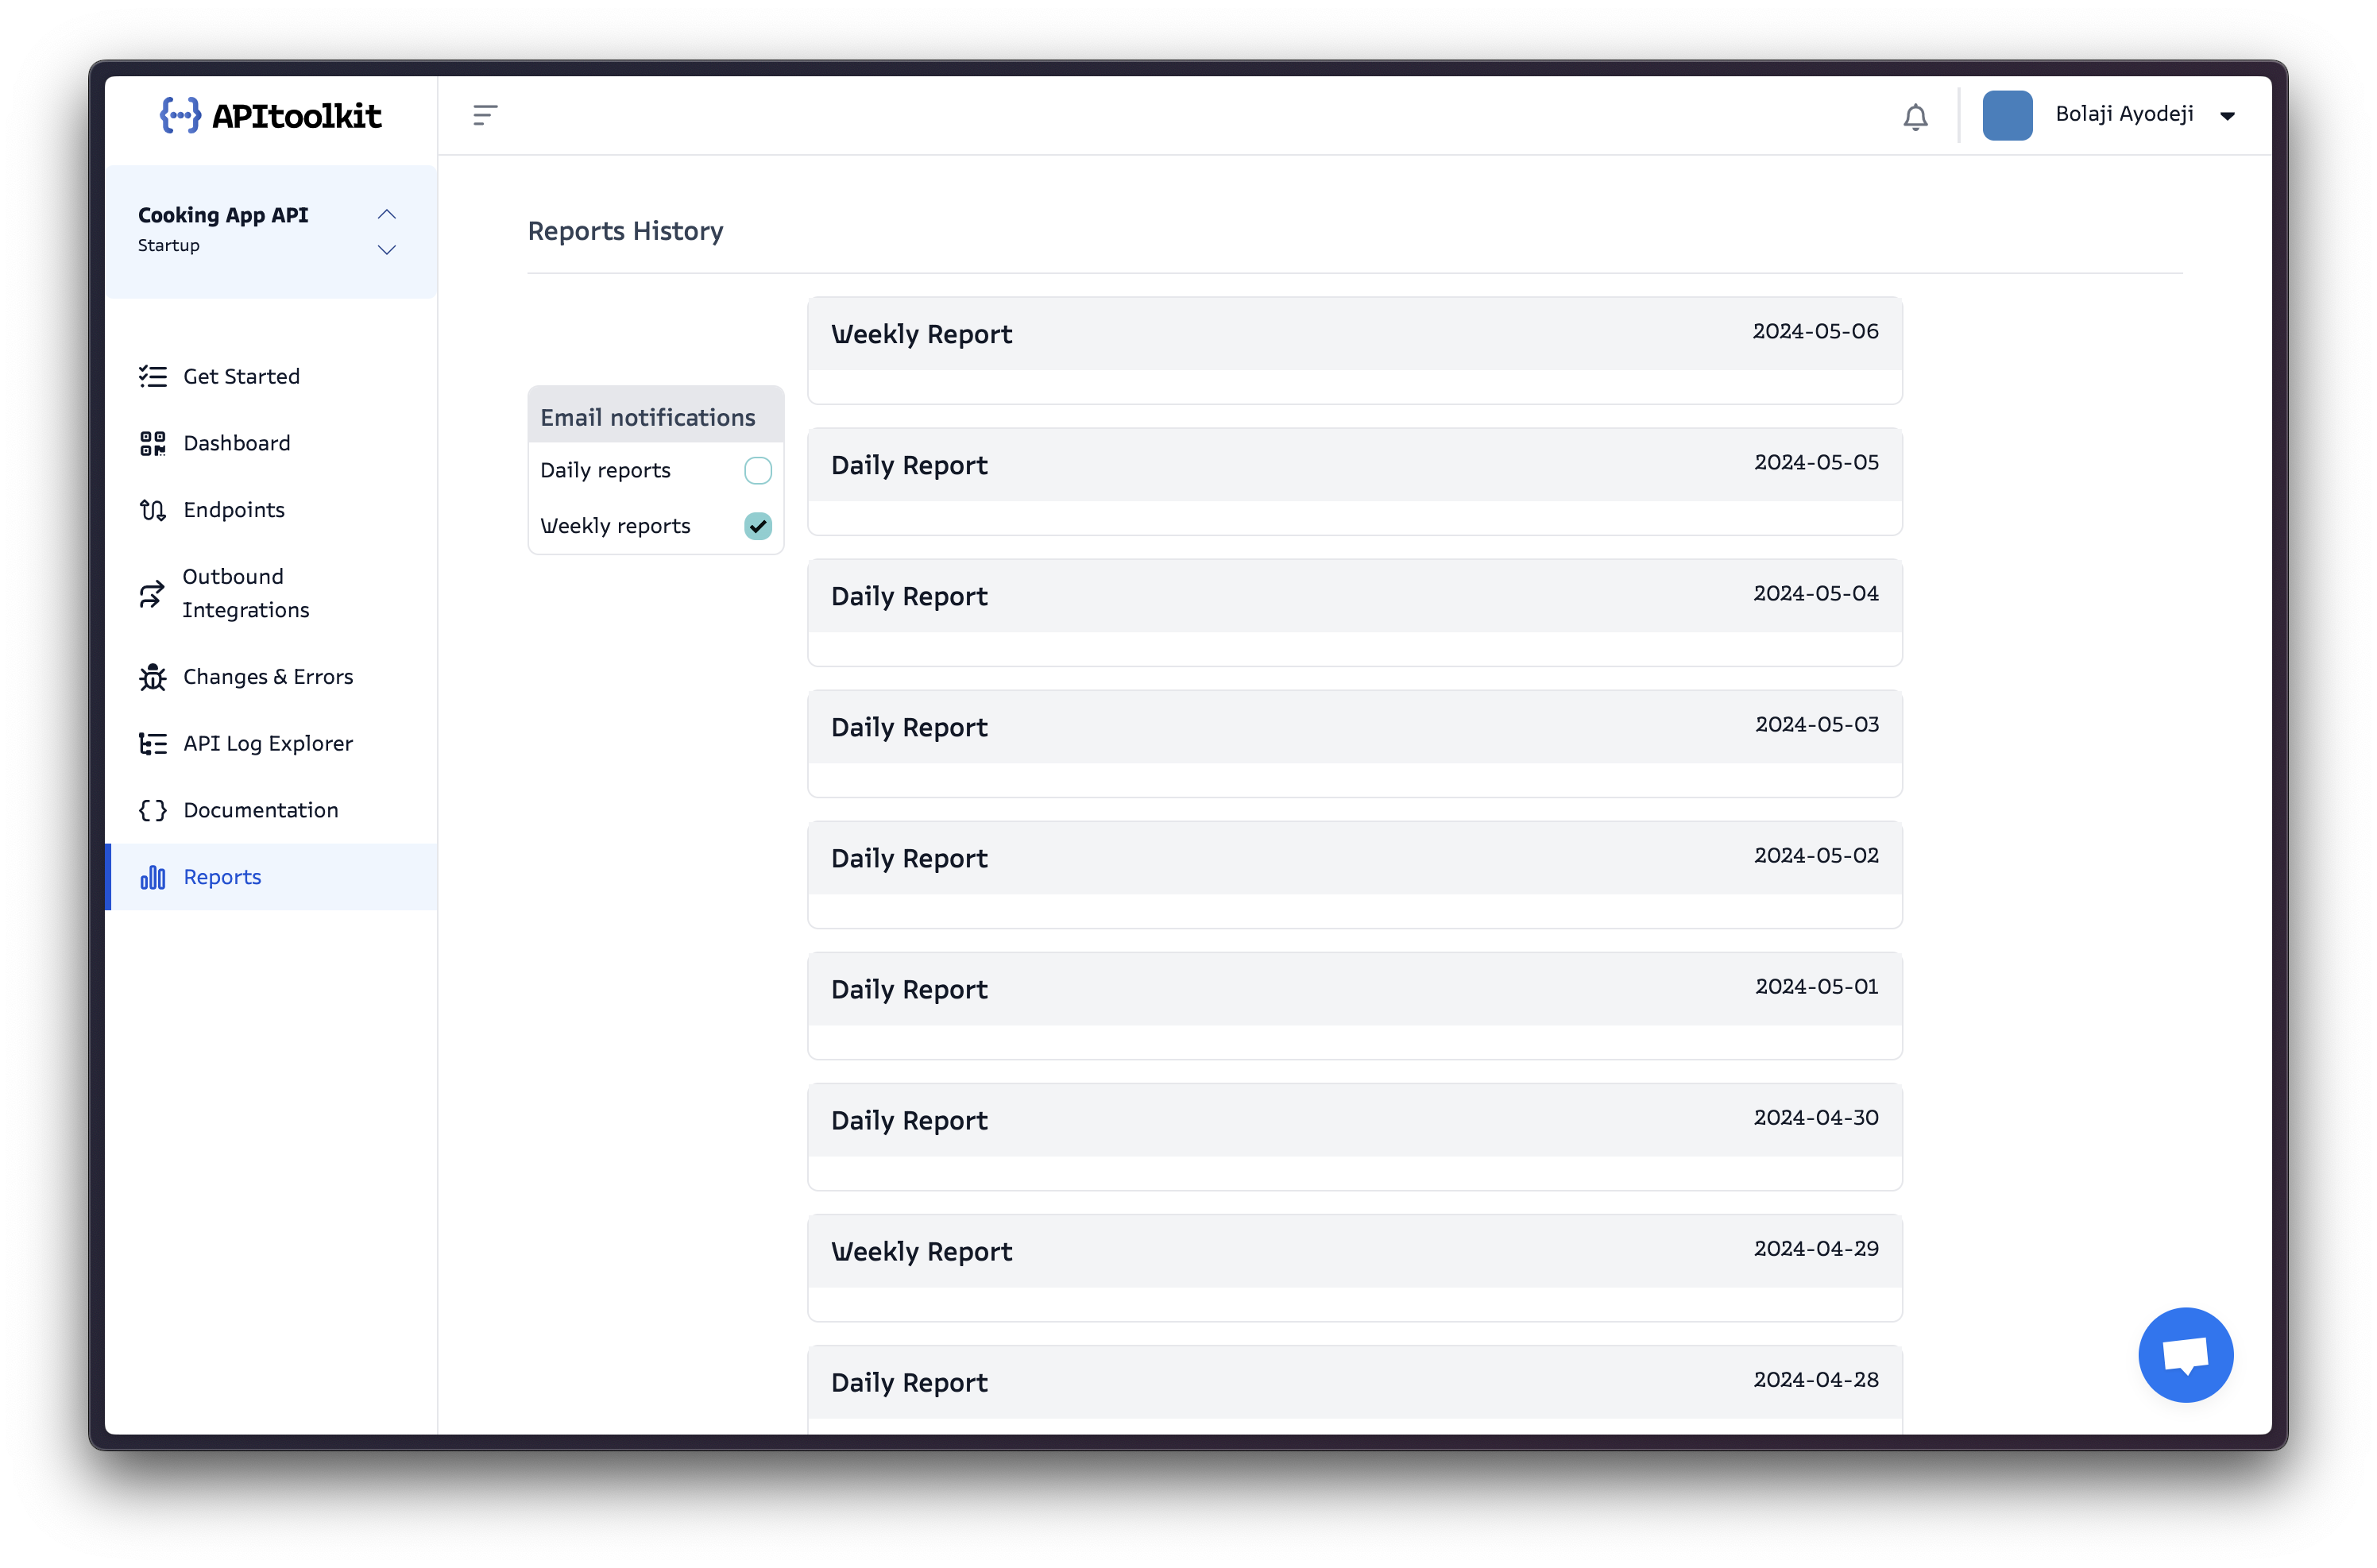 APItoolkit
Bolaji Ayodeji
Cooking App API
Startup
Get Started
Dashboard
Endpoints
Outbound
Integrations
Changes & Errors
API Log Explorer
Documentation
Reports
Reports History
Email notifications
Daily reports
Weekly reports
Weekly Report 2024-05-06
Daily Report 2024-05-05
Daily Report 2024-05-04
Daily Report 2024-05-03
Daily Report 2024-05-02
Daily Report 2024-05-01
Daily Report 2024-04-30
Weekly Report 2024-04-29
Daily Report 2024-04-28